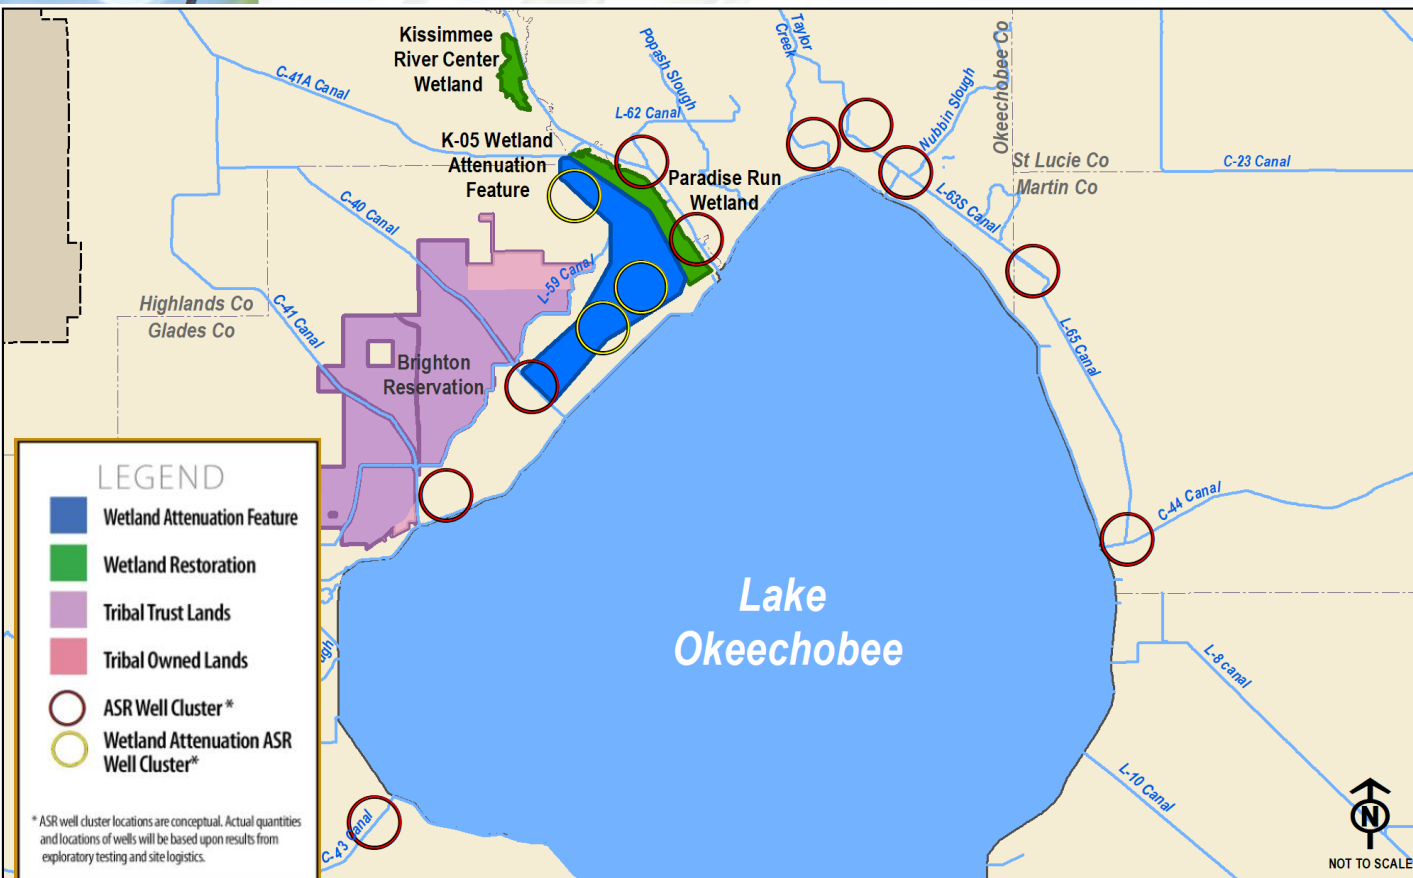 Kissimmee
River Center
Wetland
C-41A Canal
Popash Slough
Taylor
Creek
L-62 Canal
Nubbin Slough
Okeechobee Co
St Lucie Co
Martin Co
C-23 Canal
K-05 Wetland
Attenuation
Feature
Paradise Run
Wetland
L-63S Canal
C-40 Canal
L-59 Canal
Highlands Co
Glades Co
C-41 Canal
L-65 Canal
Brighton
Reservation
C-44 Canal
Lake
Okeechobee
L-8 canal
L-10 Canal
ugh
C-43 Canal
LEGEND
Wetland Attenuation Feature
Wetland Restoration
Tribal Trust Lands
Tribal Owned Lands
ASR Well Cluster *
Wetland Attenuation ASR
Well Cluster*
* ASR well cluster locations are conceptual. Actual quantities
and locations of wells will be based upon results from
exploratory testing and site logistics.
N
NOT TO SCALE